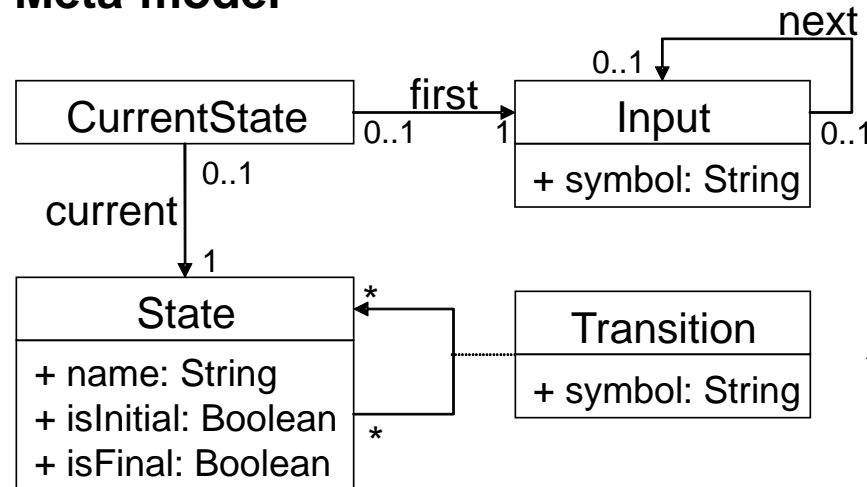 Meta-model
next
0..1
first
CurrentState
Input
0..1
1
0..1
+ symbol: String
0..1
current
1
State
*
Transition
+ name: String
+ symbol: String
+ isInitial: Boolean
*
+ isFinal: Boolean